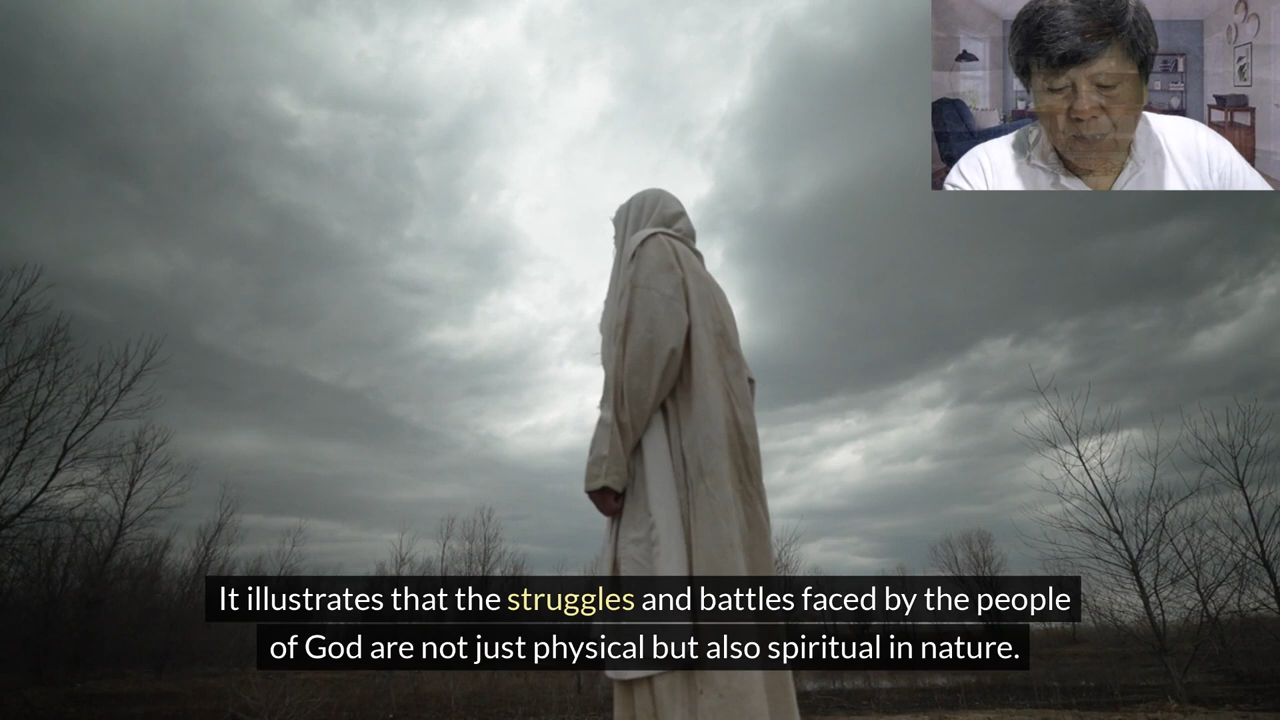 It illustrates that the struggles and battles faced by the people
of God are not just physical but also spiritual in nature.